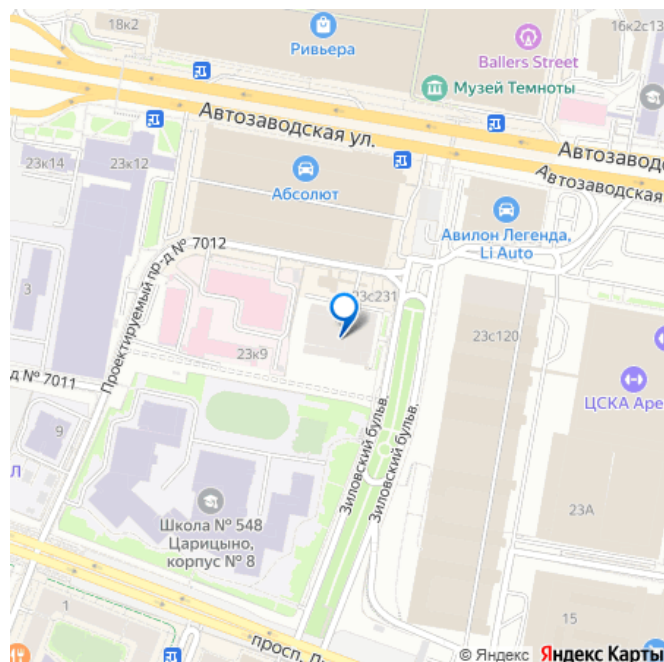 18к2
Ривьера
16к2с13
Ballers Street
Музей Темноты
Автозаводская ул.
Автозаводс
Автозаводская
23к14
23к12
Абсолют
Авилон Легенда,
Li Auto
Проектируемый пр-д № 7012
3
23с231
23с120
23к9
д № 7011
ЦСКА Аре
9
Л
Зиловский бульв.
Зиловский бульв.
Школа № 548
Царицыно,
корпус № 8
23А
1
15
просп. Л
© Яндекс Яндекс Карты